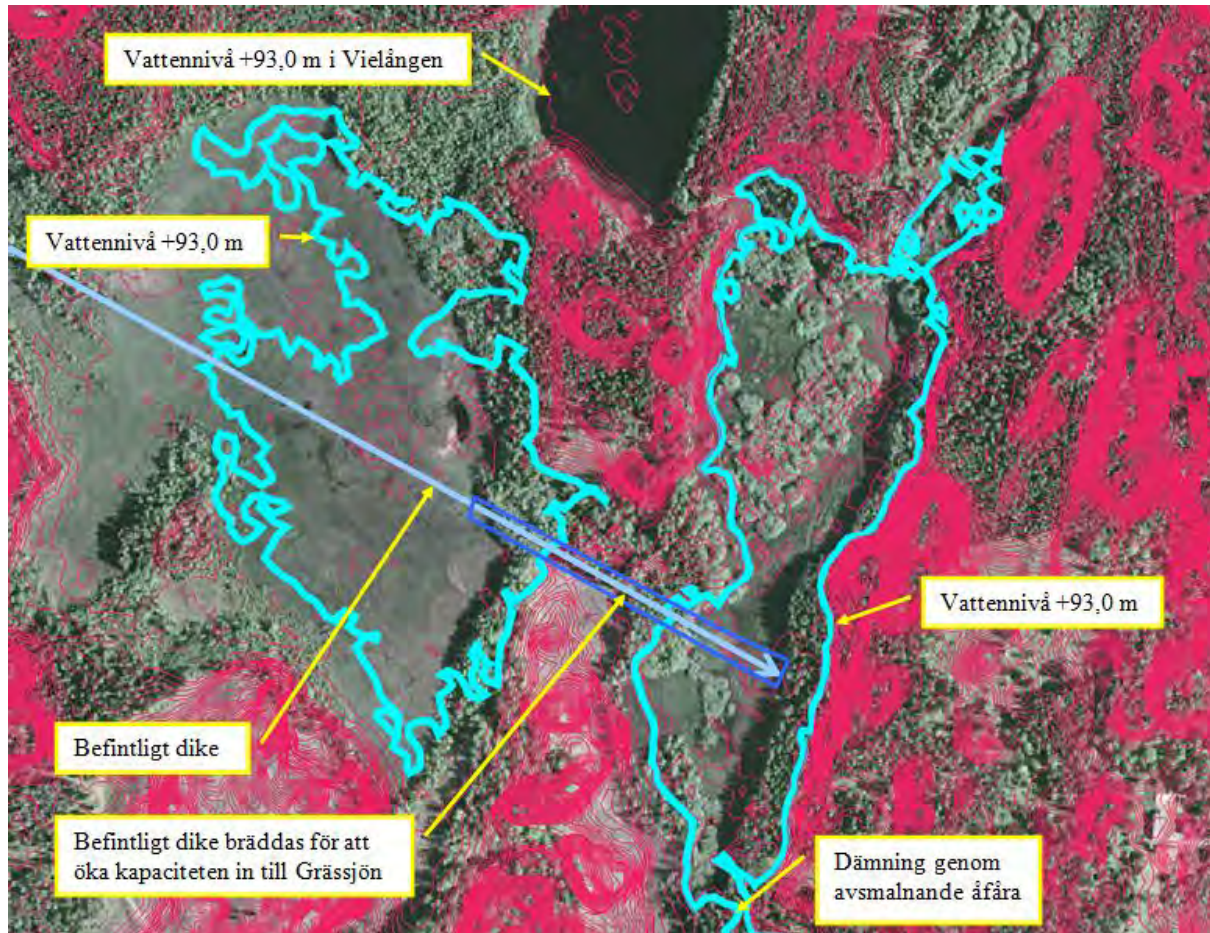 Vattennivå +93,0 m i Vielången
Vattennivå +93,0 m
Vattennivå +93,0 m
Befintligt dike
Befintligt dike bräddas för att
öka kapaciteten in till Grässjön
Dämning genom
avsmalnande åfåra